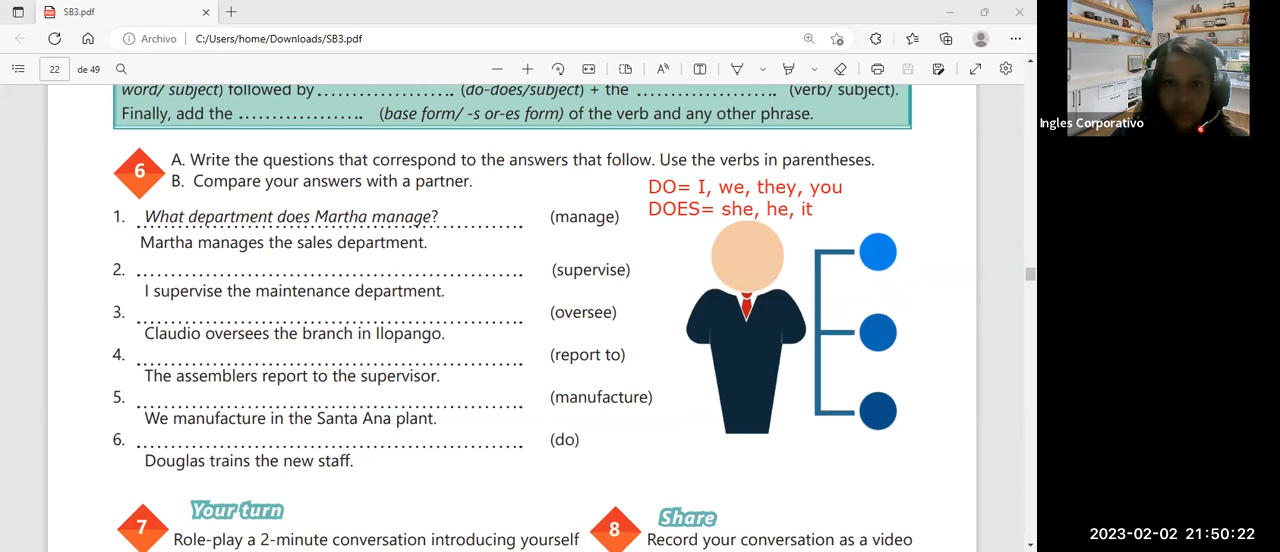 SB3.pdf
Archivo C:/Users/home/Downloads/SB3.pdf
22 de 49
word/ subject) followed by (do-does/subject) + the (verb/ subject).
Finally, add the (base form/ -s or-es form) of the verb and any other phrase.
6 A. Write the questions that correspond to the answers that follow. Use the verbs in parentheses.
B. Compare your answers with a partner.
DO= I, we, they, you
DOES= she, he, it
1. What department does Martha manage? (manage)
Martha manages the sales department.
2. (supervise)
I supervise the maintenance department.
3. (oversee)
Claudio oversees the branch in Ilopango.
4. (report to)
The assemblers report to the supervisor.
5. (manufacture)
We manufacture in the Santa Ana plant.
6. (do)
Douglas trains the new staff.
7 Your turn
Role-play a 2-minute conversation introducing yourself
8 Share
Record your conversation as a video
Ingles Corporativo
2023-02-02 21:50:22